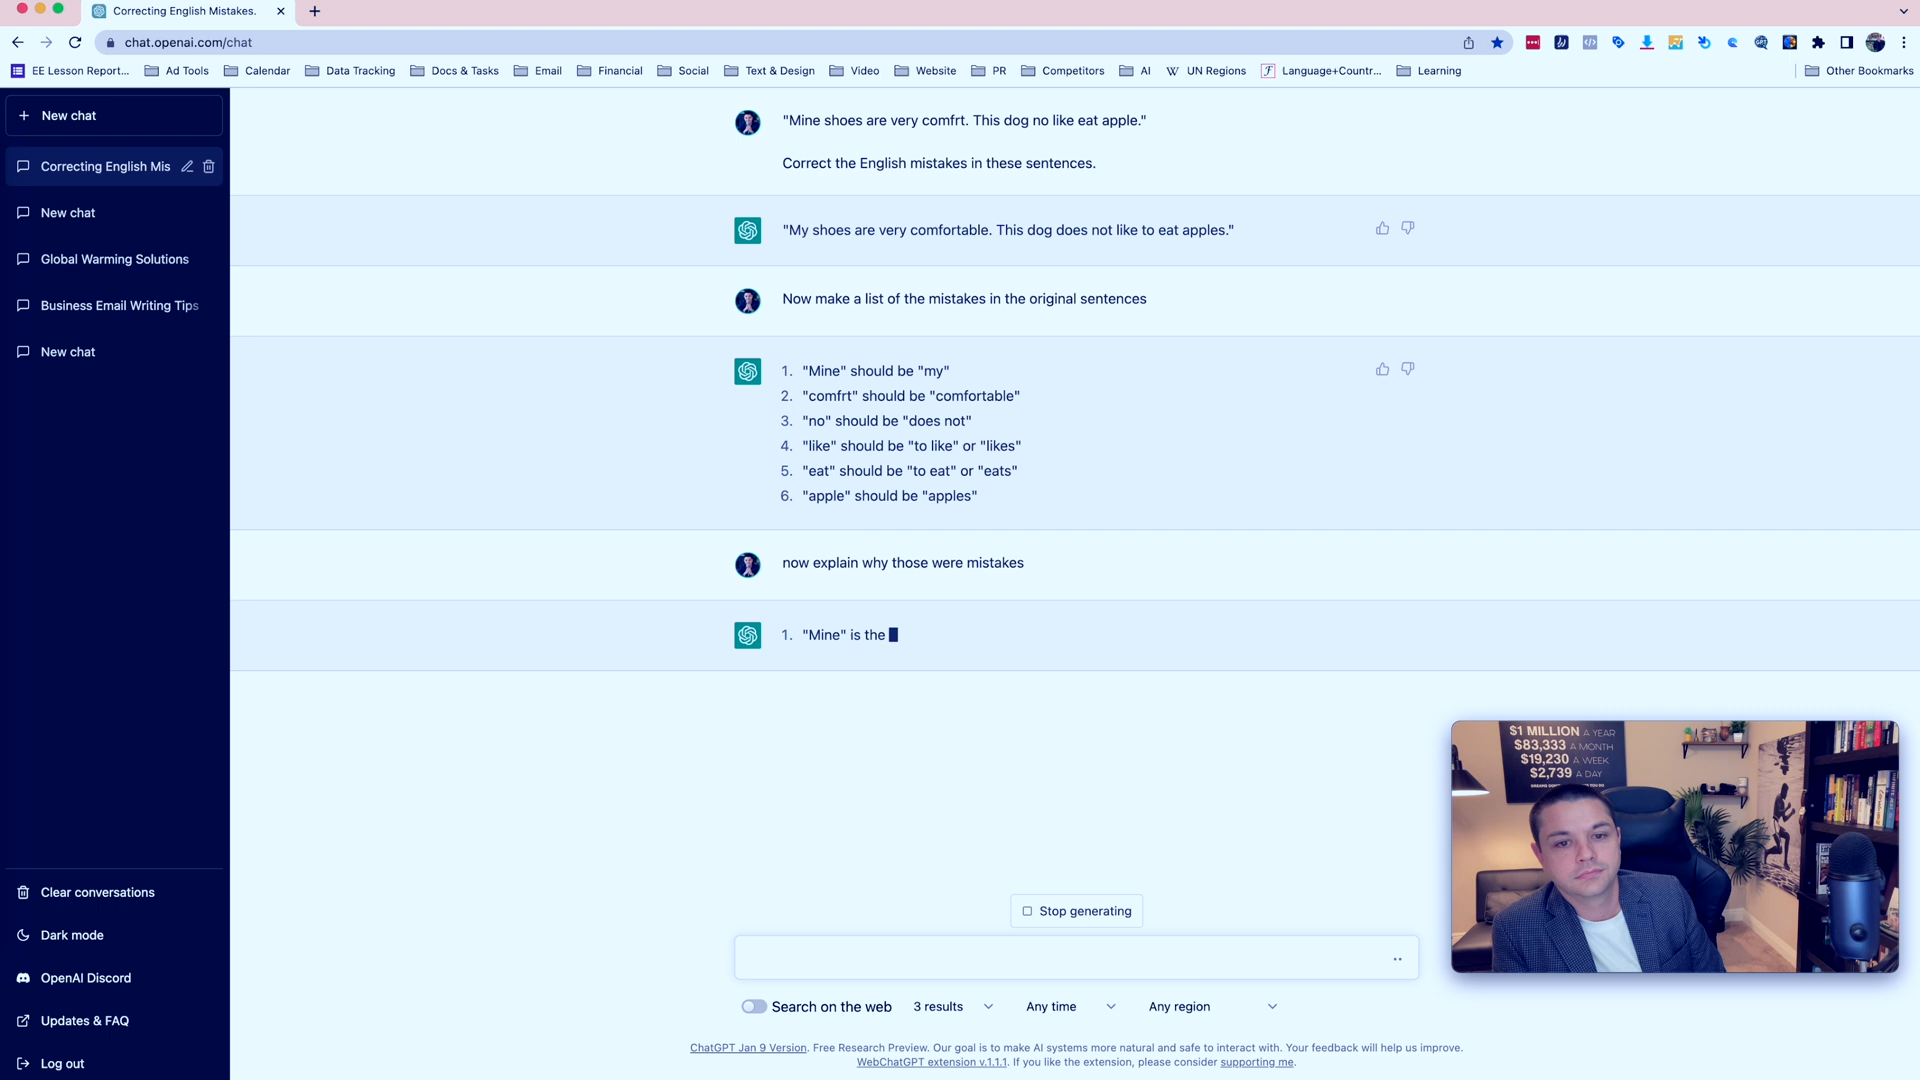 Correcting English Mistakes.
chat.openai.com/chat
EE Lesson Report...
Ad Tools
Calendar
Data Tracking
Docs & Tasks
Email
Financial
Social
Text & Design
Video
Website
PR
Competitors
AI
UN Regions
Language+Countr...
Learning
Other Bookmarks
New chat
Correcting English Mis
New chat
Global Warming Solutions
Business Email Writing Tips
New chat
Clear conversations
Dark mode
OpenAI Discord
Updates & FAQ
Log out
"Mine shoes are very comfrt. This dog no like eat apple."
Correct the English mistakes in these sentences.
"My shoes are very comfortable. This dog does not like to eat apples."
Now make a list of the mistakes in the original sentences
1. "Mine" should be "my"
2. "comfrt" should be "comfortable"
3. "no" should be "does not"
4. "like" should be "to like" or "likes"
5. "eat" should be "to eat" or "eats"
6. "apple" should be "apples"
now explain why those were mistakes
1. "Mine" is the
Stop generating
Search on the web
3 results
Any time
Any region
ChatGPT Jan 9 Version. Free Research Preview. Our goal is to make AI systems more natural and safe to interact with. Your feedback will help us improve.
WebChatGPT extension v.1.1.1. If you like the extension, please consider supporting me.
$1 MILLION A YEAR
$83,333 A MONTH
$19,230 A WEEK
$2,739 A DAY